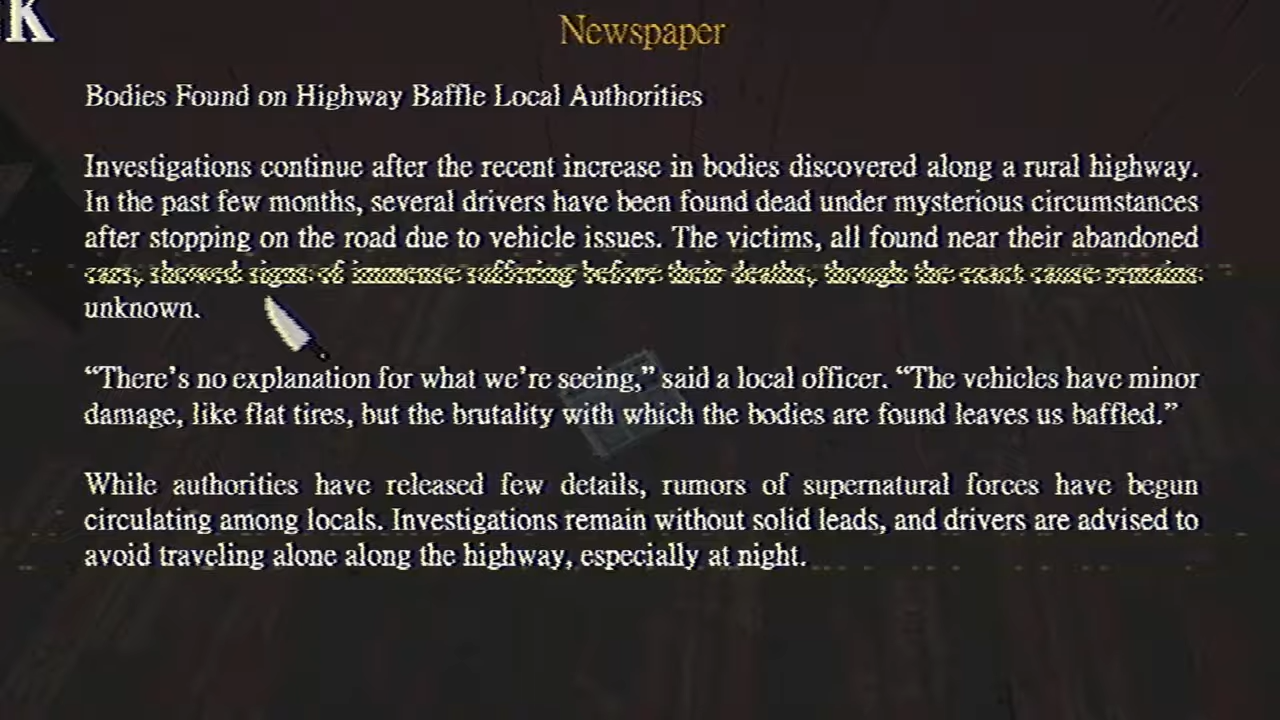 K
Newspaper
Bodies Found on Highway Baffle Local Authorities
Investigations continue after the recent increase in bodies discovered along a rural highway.
In the past few months, several drivers have been found dead under mysterious circumstances
after stopping on the road due to vehicle issues. The victims, all found near their abandoned
cars, showed signs of immense suffering before their deaths, though the exact cause remains
unknown.
“There’s no explanation for what we’re seeing,” said a local officer. “The vehicles have minor
damage, like flat tires, but the brutality with which the bodies are found leaves us baffled.”
While authorities have released few details, rumors of supernatural forces have begun
circulating among locals. Investigations remain without solid leads, and drivers are advised to
avoid traveling alone along the highway, especially at night.